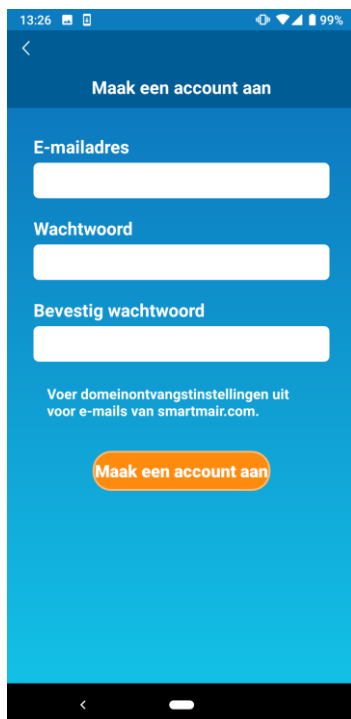 13:26 99%
Maak een account aan
E-mailadres
Wachtwoord
Bevestig wachtwoord
Voer domeinontvangstinstellingen uit
voor e-mails van smartmair.com.
Maak een account aan